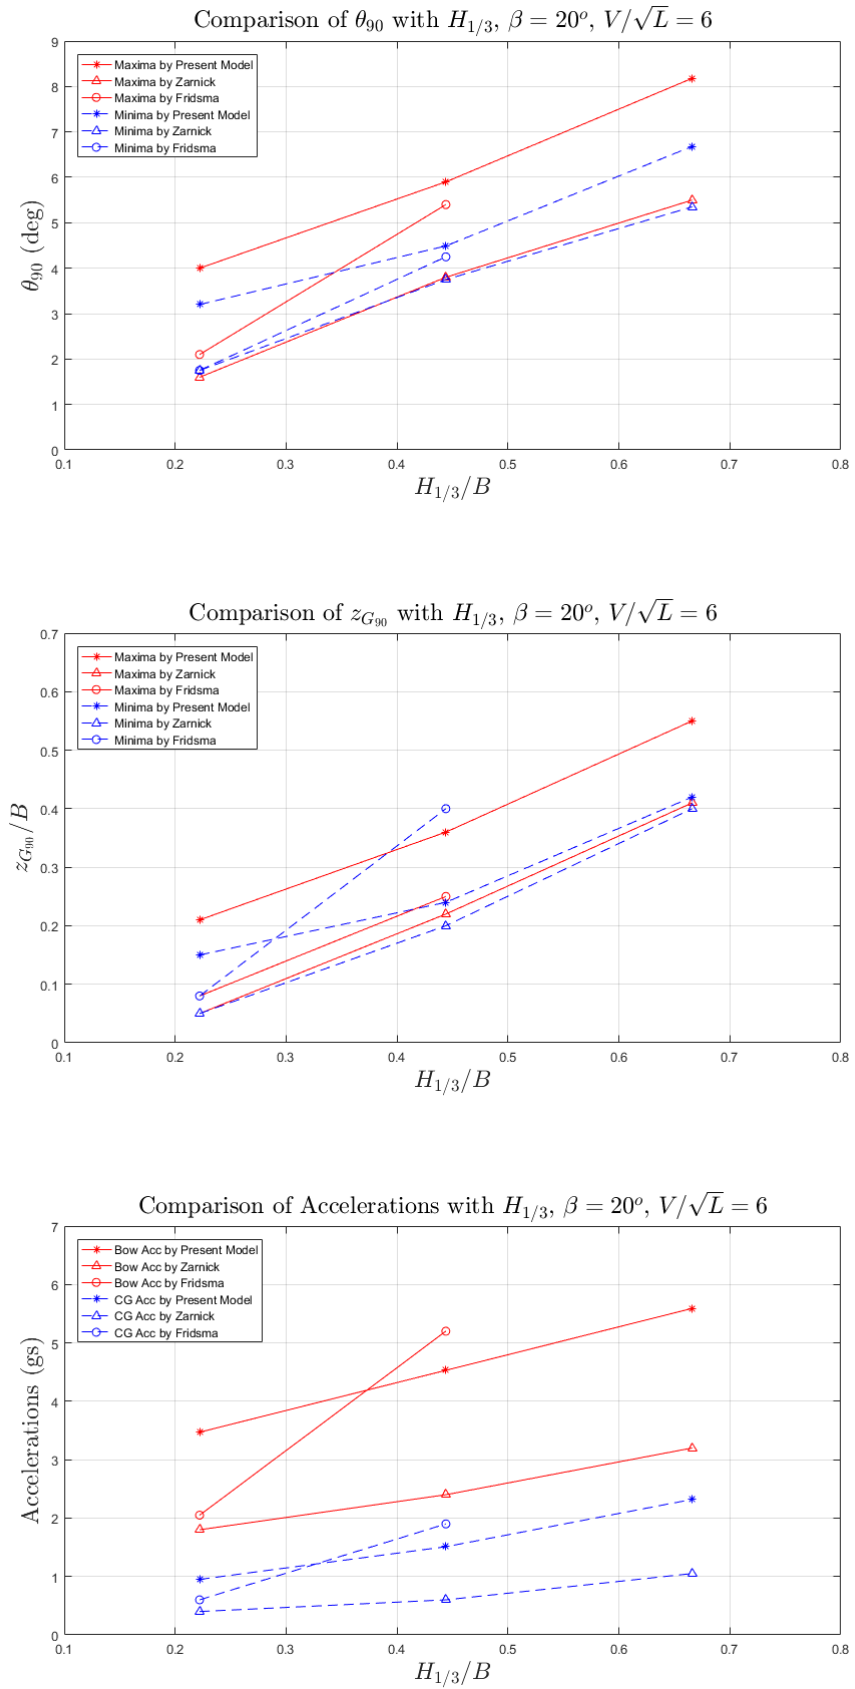 Comparison of θ₉₀ with H₁/₃, β = 20ᵒ, V/√L = 6
9
8
7
6
5
4
3
2
1
0
θ₉₀ (deg)
Maxima by Present Model
Maxima by Zarnick
Maxima by Fridsma
Minima by Present Model
Minima by Zarnick
Minima by Fridsma
0.1 0.2 0.3 0.4 0.5 0.6 0.7 0.8
H₁/₃/B
Comparison of z_G₉₀ with H₁/₃, β = 20ᵒ, V/√L = 6
0.7
0.6
0.5
0.4
0.3
0.2
0.1
0
z_G₉₀/B
Maxima by Present Model
Maxima by Zarnick
Maxima by Fridsma
Minima by Present Model
Minima by Zarnick
Minima by Fridsma
0.1 0.2 0.3 0.4 0.5 0.6 0.7 0.8
H₁/₃/B
Comparison of Accelerations with H₁/₃, β = 20ᵒ, V/√L = 6
7
6
5
4
3
2
1
0
Accelerations (gs)
Bow Acc by Present Model
Bow Acc by Zarnick
Bow Acc by Fridsma
CG Acc by Present Model
CG Acc by Zarnick
CG Acc by Fridsma
0.1 0.2 0.3 0.4 0.5 0.6 0.7 0.8
H₁/₃/B